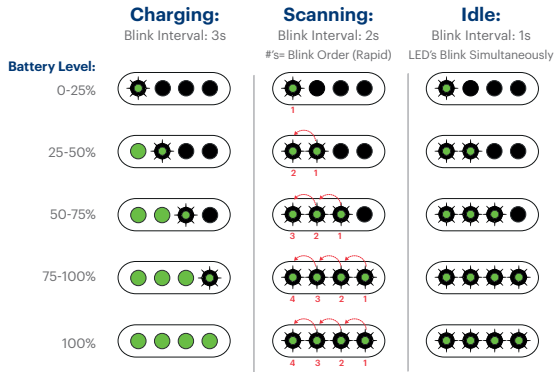 Charging:
Blink Interval: 3s
Scanning:
Blink Interval: 2s
#'s= Blink Order (Rapid)
Idle:
Blink Interval: 1s
LED's Blink Simultaneously
Battery Level:
0-25%
1
25-50%
2 1
50-75%
3 2 1
75-100%
4 3 2 1
100%
4 3 2 1